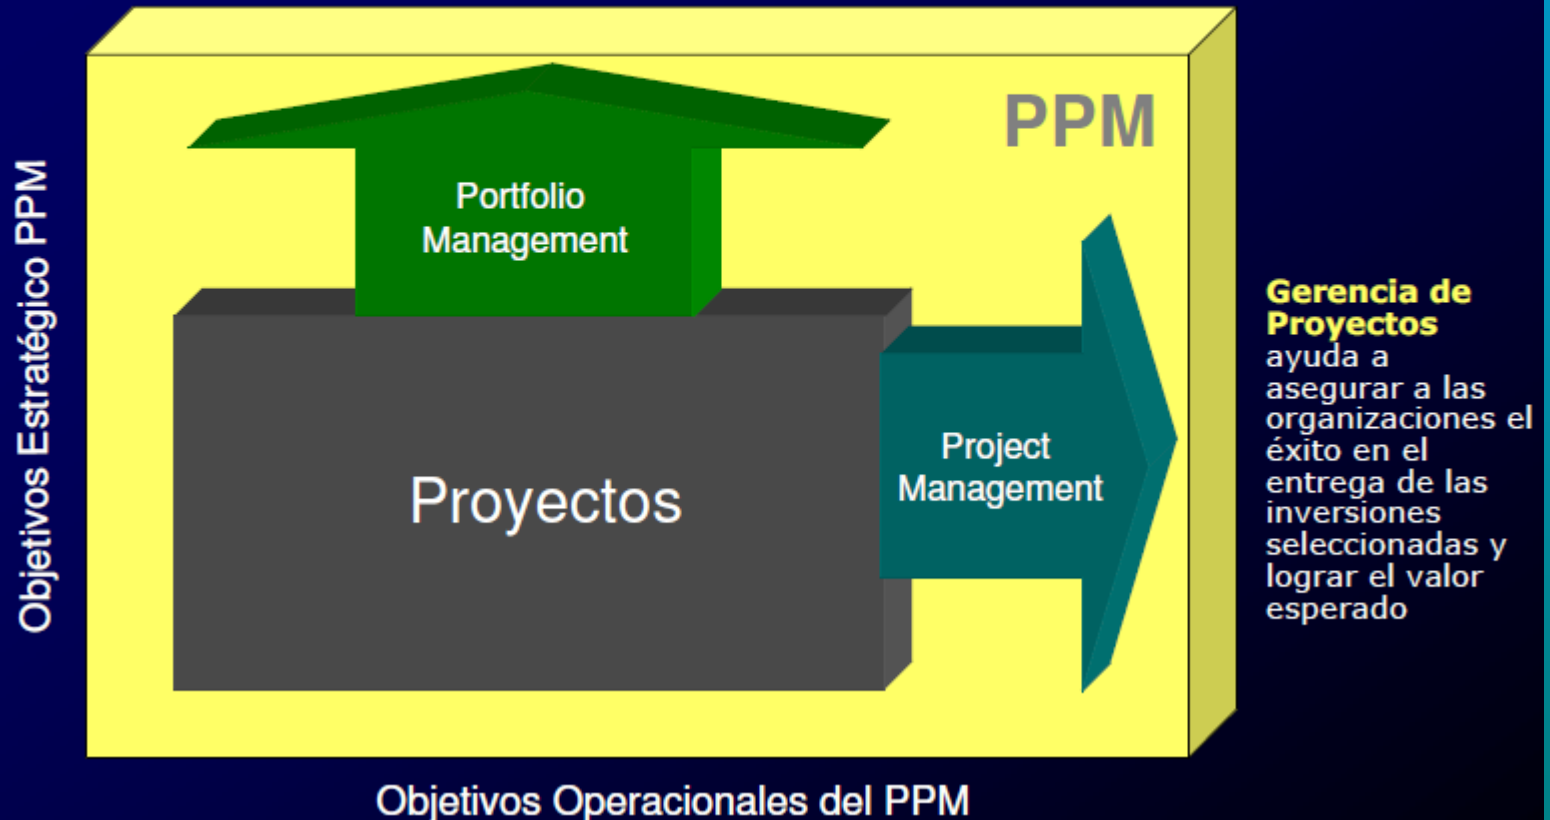 PPM
Portfolio
Management
Objetivos Estratégico PPM
Proyectos
Project
Management
Gerencia de
Proyectos
ayuda a
asegurar a las
organizaciones el
éxito en el
entrega de las
inversiones
seleccionadas y
lograr el valor
esperado
Objetivos Operacionales del PPM